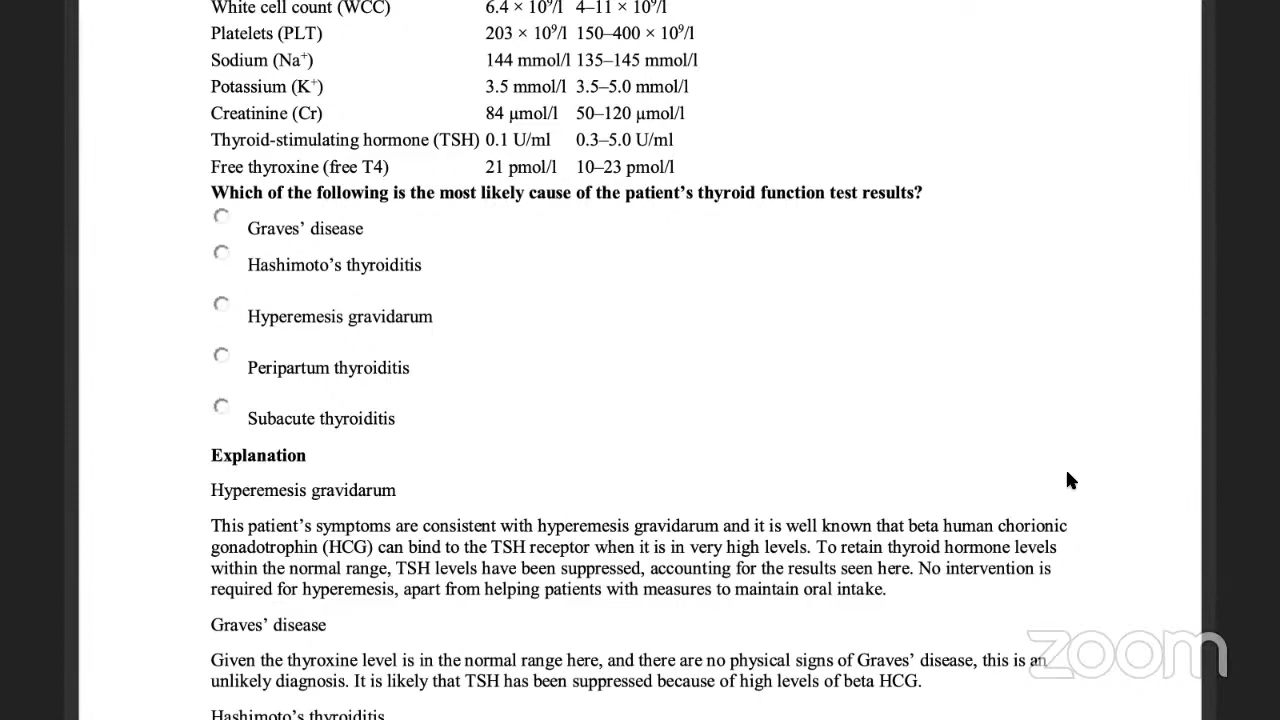 White cell count (WCC) 6.4 × 10⁹/l 4–11 × 10⁹/l
Platelets (PLT) 203 × 10⁹/l 150–400 × 10⁹/l
Sodium (Na⁺) 144 mmol/l 135–145 mmol/l
Potassium (K⁺) 3.5 mmol/l 3.5–5.0 mmol/l
Creatinine (Cr) 84 μmol/l 50–120 μmol/l
Thyroid-stimulating hormone (TSH) 0.1 U/ml 0.3–5.0 U/ml
Free thyroxine (free T4) 21 pmol/l 10–23 pmol/l
Which of the following is the most likely cause of the patient’s thyroid function test results?
Graves’ disease
Hashimoto’s thyroiditis
Hyperemesis gravidarum
Peripartum thyroiditis
Subacute thyroiditis
Explanation
Hyperemesis gravidarum
This patient’s symptoms are consistent with hyperemesis gravidarum and it is well known that beta human chorionic
gonadotrophin (HCG) can bind to the TSH receptor when it is in very high levels. To retain thyroid hormone levels
within the normal range, TSH levels have been suppressed, accounting for the results seen here. No intervention is
required for hyperemesis, apart from helping patients with measures to maintain oral intake.
Graves’ disease
Given the thyroxine level is in the normal range here, and there are no physical signs of Graves’ disease, this is an
unlikely diagnosis. It is likely that TSH has been suppressed because of high levels of beta HCG.
Hashimoto’s thyroiditis
zoom